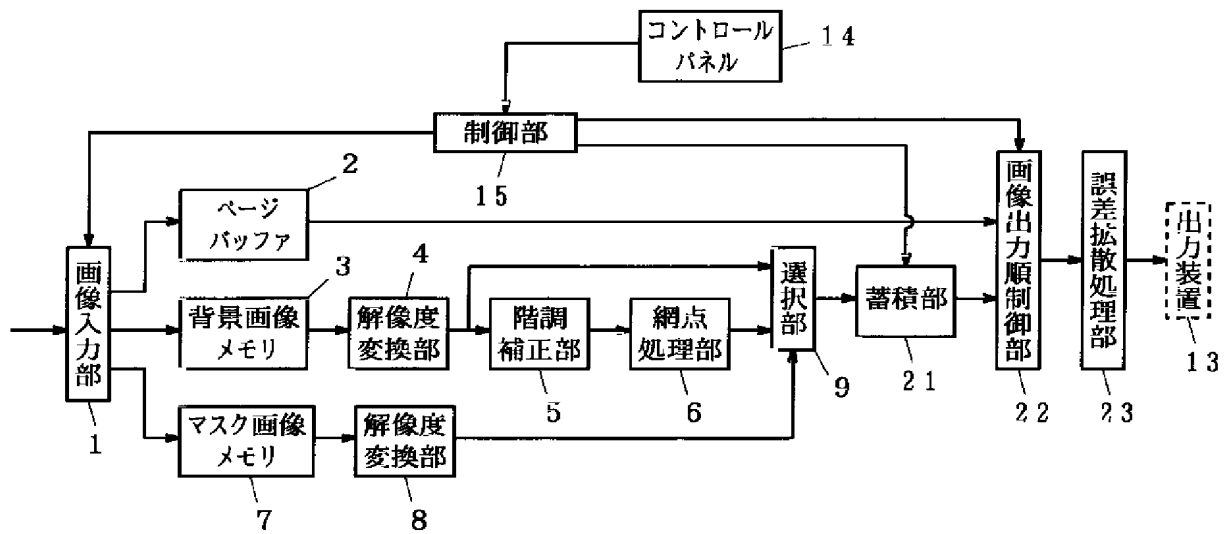 コントロール
パネル
14
制御部
15
2
ページ
バッファ
画像入力部
1
3
背景画像
メモリ
4
解像度
変換部
階調
補正部
5
網点
処理部
6
選択部
9
蓄積部
21
画像出力順制御部
22
誤差拡散処理部
23
出力装置
13
マスク画像
メモリ
7
解像度
変換部
8